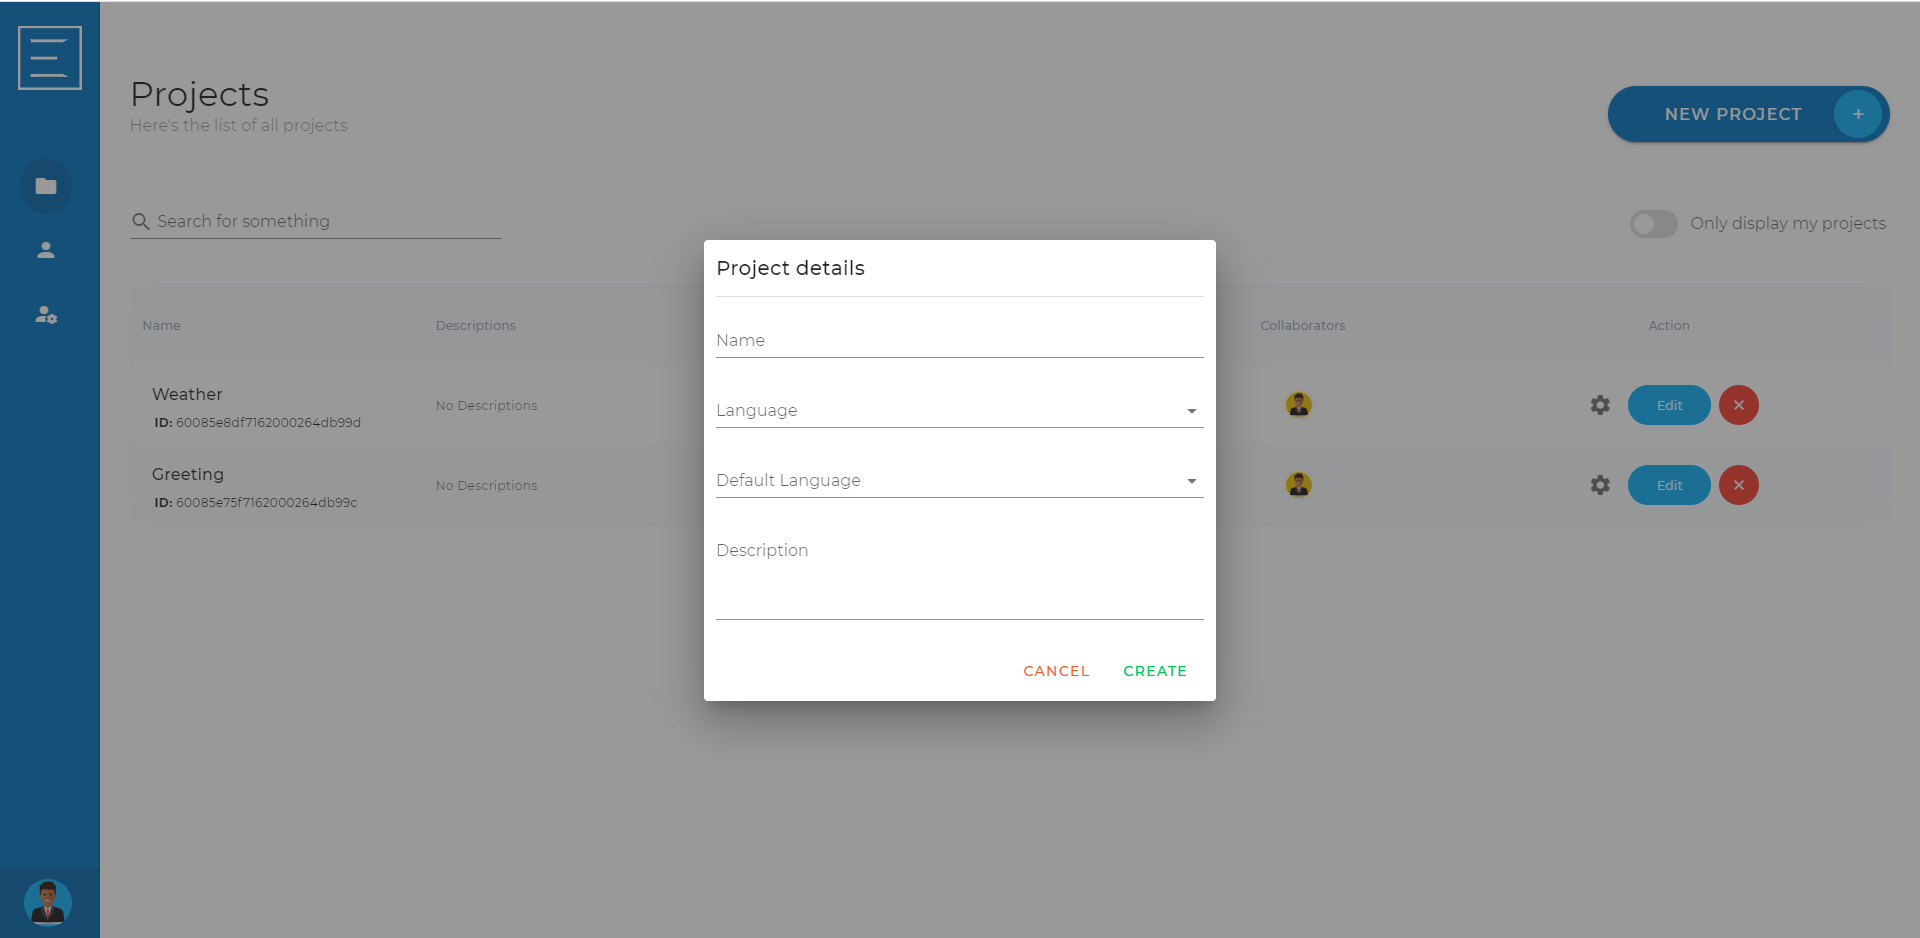 Projects
Here's the list of all projects
NEW PROJECT +
Search for something
Only display my projects
Name Descriptions Collaborators Action
Weather
ID: 60085e8df7162000264db99d
No Descriptions
Edit
Greeting
ID: 60085e75f7162000264db99c
No Descriptions
Edit
Project details
Name
Language
Default Language
Description
CANCEL CREATE